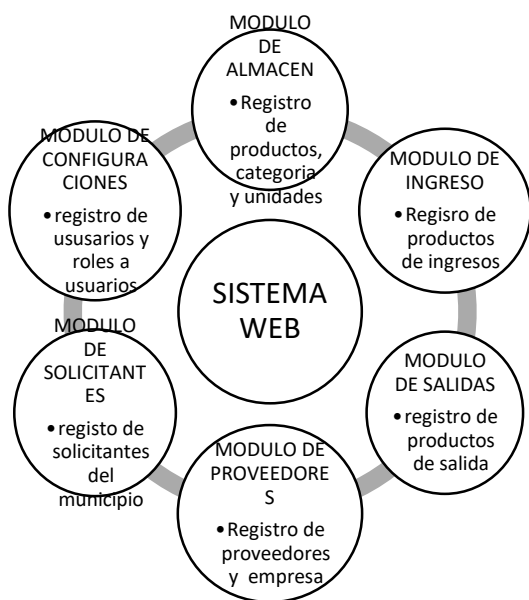 MODULO
DE
ALMACEN
•Registro
de
productos,
categoria
y unidades
MODULO DE
INGRESO
•Regisro de
productos
de ingresos
MODULO
DE SALIDAS
•registro de
productos
de salida
MODULO DE
PROVEEDORE
S
•Registro de
proveedores
y empresa
MODULO
DE
SOLICITANT
ES
•registo de
solicitantes
del
municipio
MODULO DE
CONFIGURA
CIONES
•registro de
ususarios y
roles a
usuarios
SISTEMA
WEB